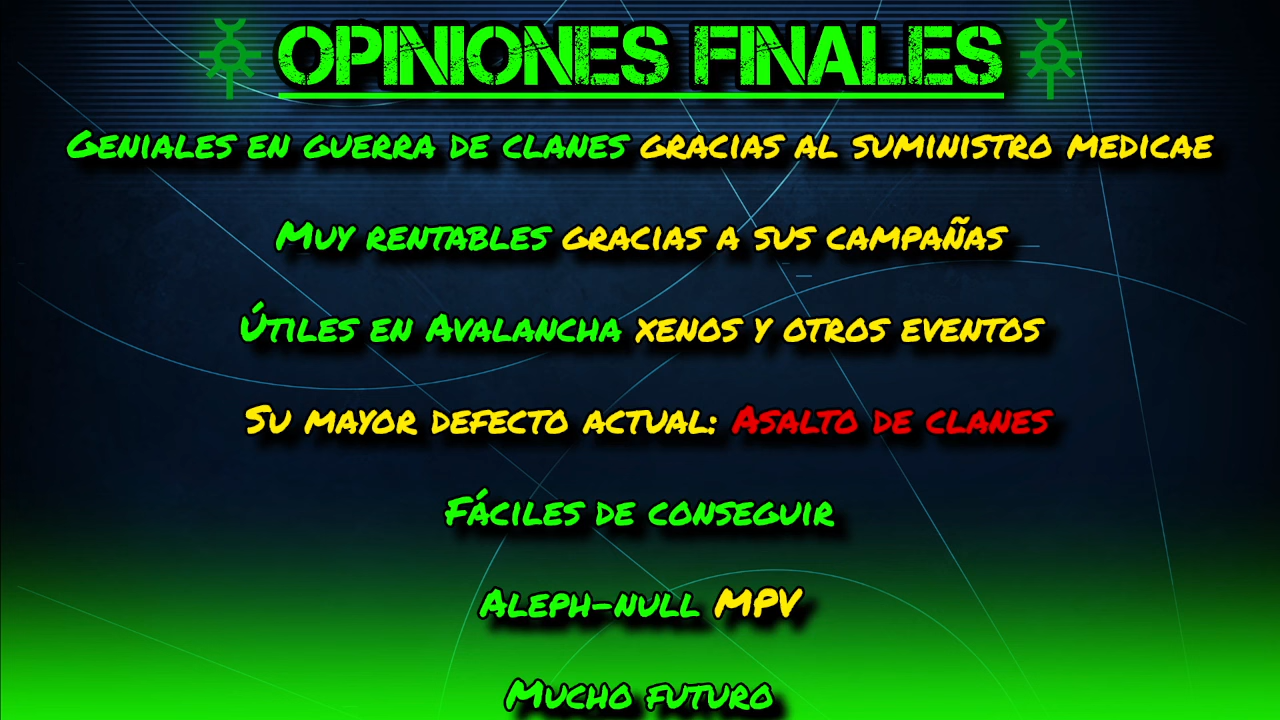 OPINIONES FINALES
Geniales en guerra de clanes gracias al suministro medicae
Muy rentables gracias a sus campañas
Útiles en Avalancha xenos y otros eventos
Su mayor defecto actual: Asalto de clanes
Fáciles de conseguir
Aleph-null MPV
Mucho futuro